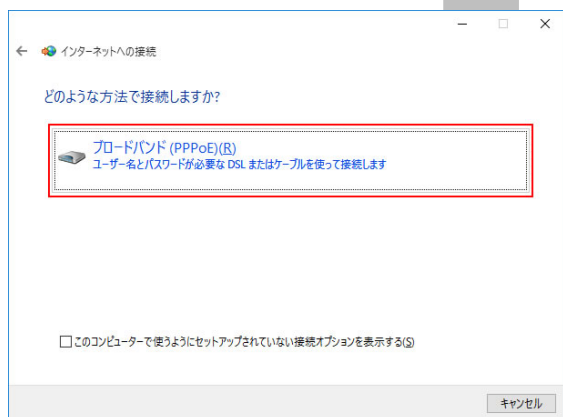 インターネットへの接続
どのような方法で接続しますか?
ブロードバンド (PPPoE)(R)
ユーザー名とパスワードが必要な DSL またはケーブルを使って接続します
このコンピューターで使うようにセットアップされていない接続オプションを表示する(S)
キャンセル